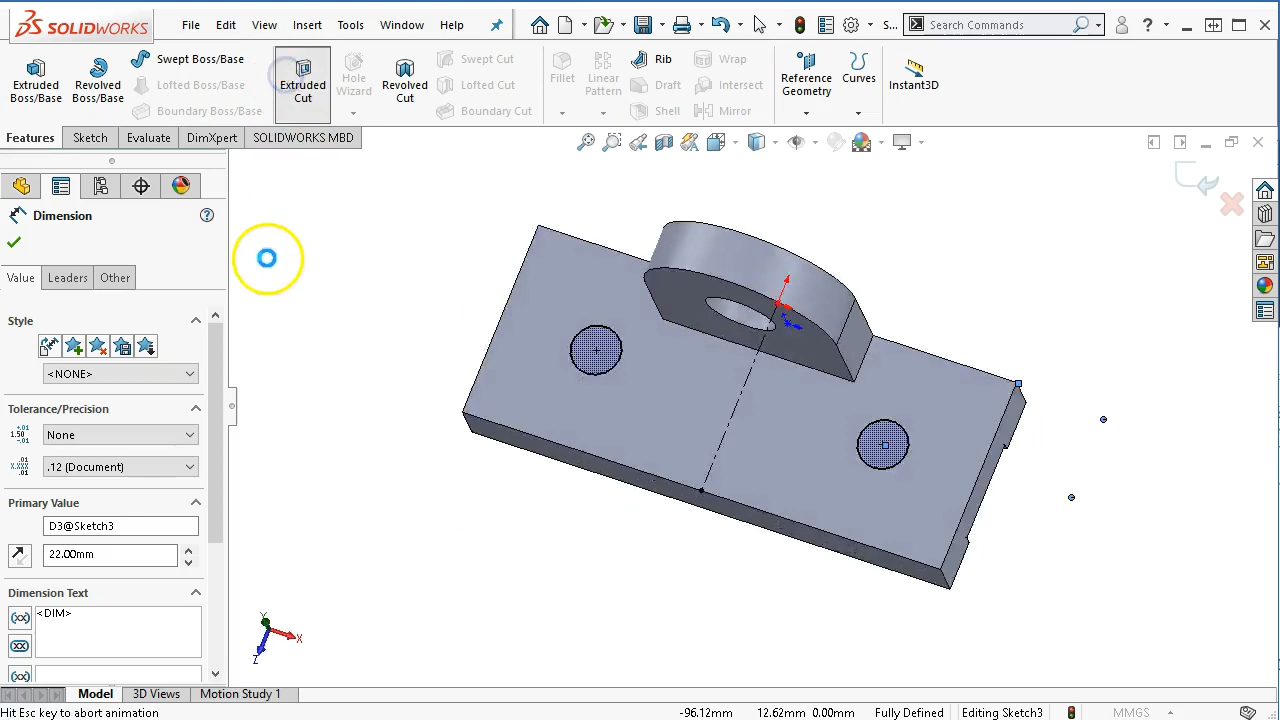 SOLIDWORKS
File
Edit
View
Insert
Tools
Window
Help
S...
Search Commands
Extruded Boss/Base
Revolved Boss/Base
Swept Boss/Base
Lofted Boss/Base
Boundary Boss/Base
Extruded Cut
Hole Wizard
Revolved Cut
Swept Cut
Lofted Cut
Boundary Cut
Fillet
Linear Pattern
Rib
Draft
Shell
Wrap
Intersect
Mirror
Reference Geometry
Curves
Instant3D
Features
Sketch
Evaluate
DimXpert
SOLIDWORKS MBD
Dimension
Value
Leaders
Other
Style
<NONE>
Tolerance/Precision
None
.12 (Document)
Primary Value
D3@Sketch3
22.00mm
Dimension Text
<DIM>
Y
X
Z
Model
3D Views
Motion Study 1
Hit Esc key to abort animation
-96.12mm
12.62mm 0.00mm
Fully Defined
Editing Sketch3
MMGS